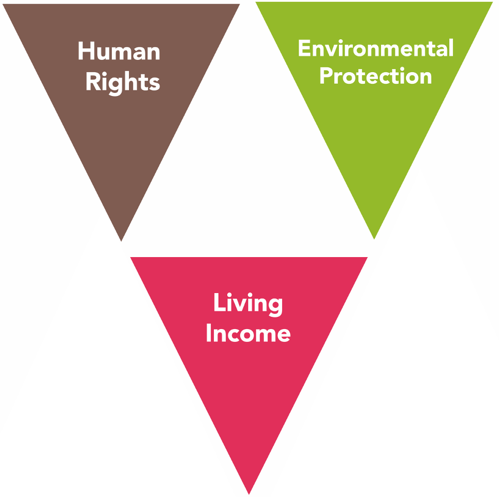 Human
Rights
Environmental
Protection
Living
Income